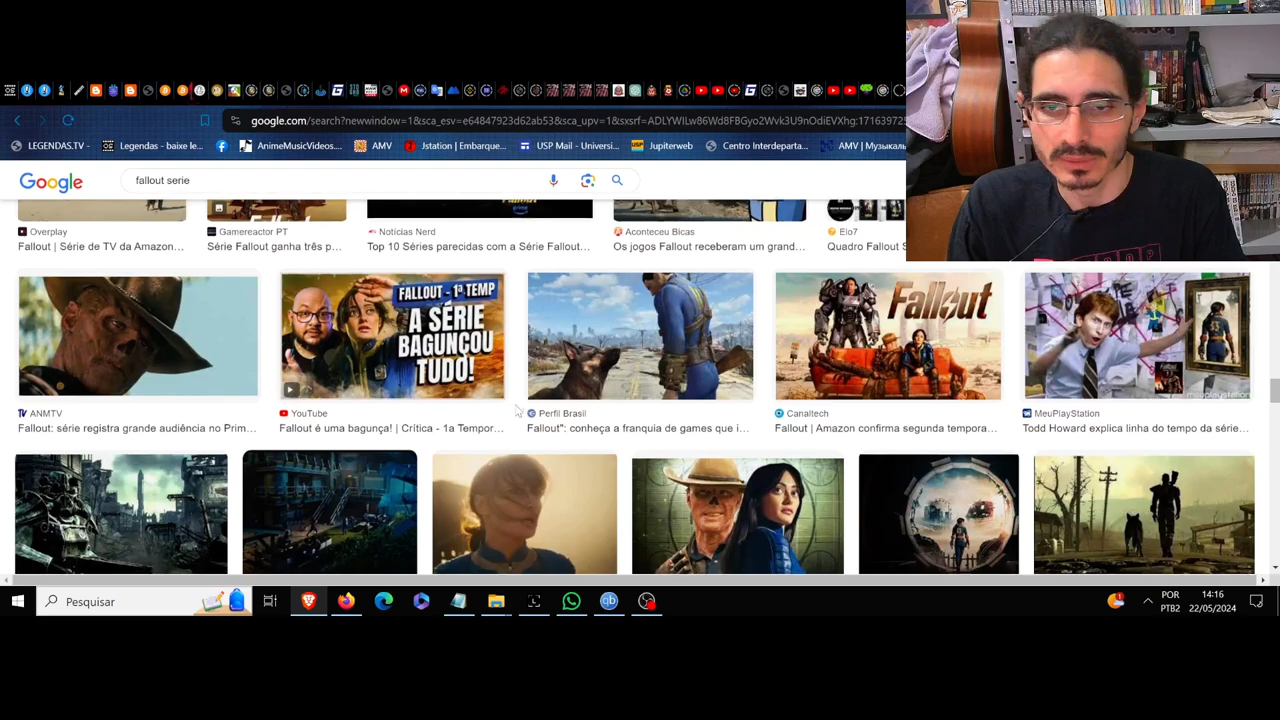 google.com/search?newwindow=1&sca_esv=e64847923d62ab53&sca_upv=1&sxsrf=ADLYWILw86Wd8FBGyo2Wvk3U9nOdiEVXhg:171639725
LEGENDAS.TV -
Legendas - baixe le...
AnimeMusicVideos....
AMV
Jstation | Embarque...
USP Mail - Universi...
Jupiterweb
Centro Interdeparta...
AMV | Музыкаль
Google
fallout serie
Overplay
Gamereactor PT
Notícias Nerd
Aconteceu Bicas
Elo7
Fallout | Série de TV da Amazon...
Série Fallout ganha três p...
Top 10 Séries parecidas com a Série Fallout...
Os jogos Fallout receberam um grand...
Quadro Fallout S
FALLOUT - 1ª TEMP
A SÉRIE
BAGUNÇOU
TUDO!
Fallout
meuplaystation
ANMTV
YouTube
Perfil Brasil
Canaltech
MeuPlayStation
Fallout: série registra grande audiência no Prim...
Fallout é uma bagunça! | Crítica - 1a Tempor...
Fallout": conheça a franquia de games que i...
Fallout | Amazon confirma segunda tempora...
Todd Howard explica linha do tempo da série...
Pesquisar
POR
PTB2
14:16
22/05/2024